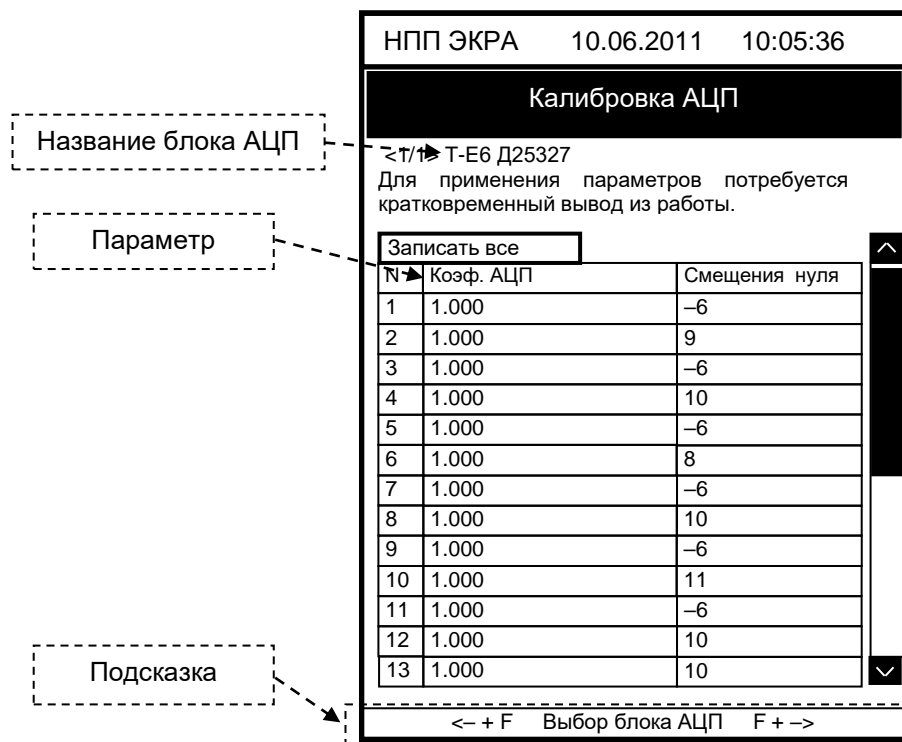 НПП ЭКРА 10.06.2011 10:05:36
Калибровка АЦП
Название блока АЦП
<1/1> Т-Е6 Д25327
Для применения параметров потребуется
кратковременный вывод из работы.
Параметр
Записать все
N Коэф. АЦП Смещения нуля
1 1.000 –6
2 1.000 9
3 1.000 –6
4 1.000 10
5 1.000 –6
6 1.000 8
7 1.000 –6
8 1.000 10
9 1.000 –6
10 1.000 11
11 1.000 –6
12 1.000 10
13 1.000 10
Подсказка
<– + F Выбор блока АЦП F + –>